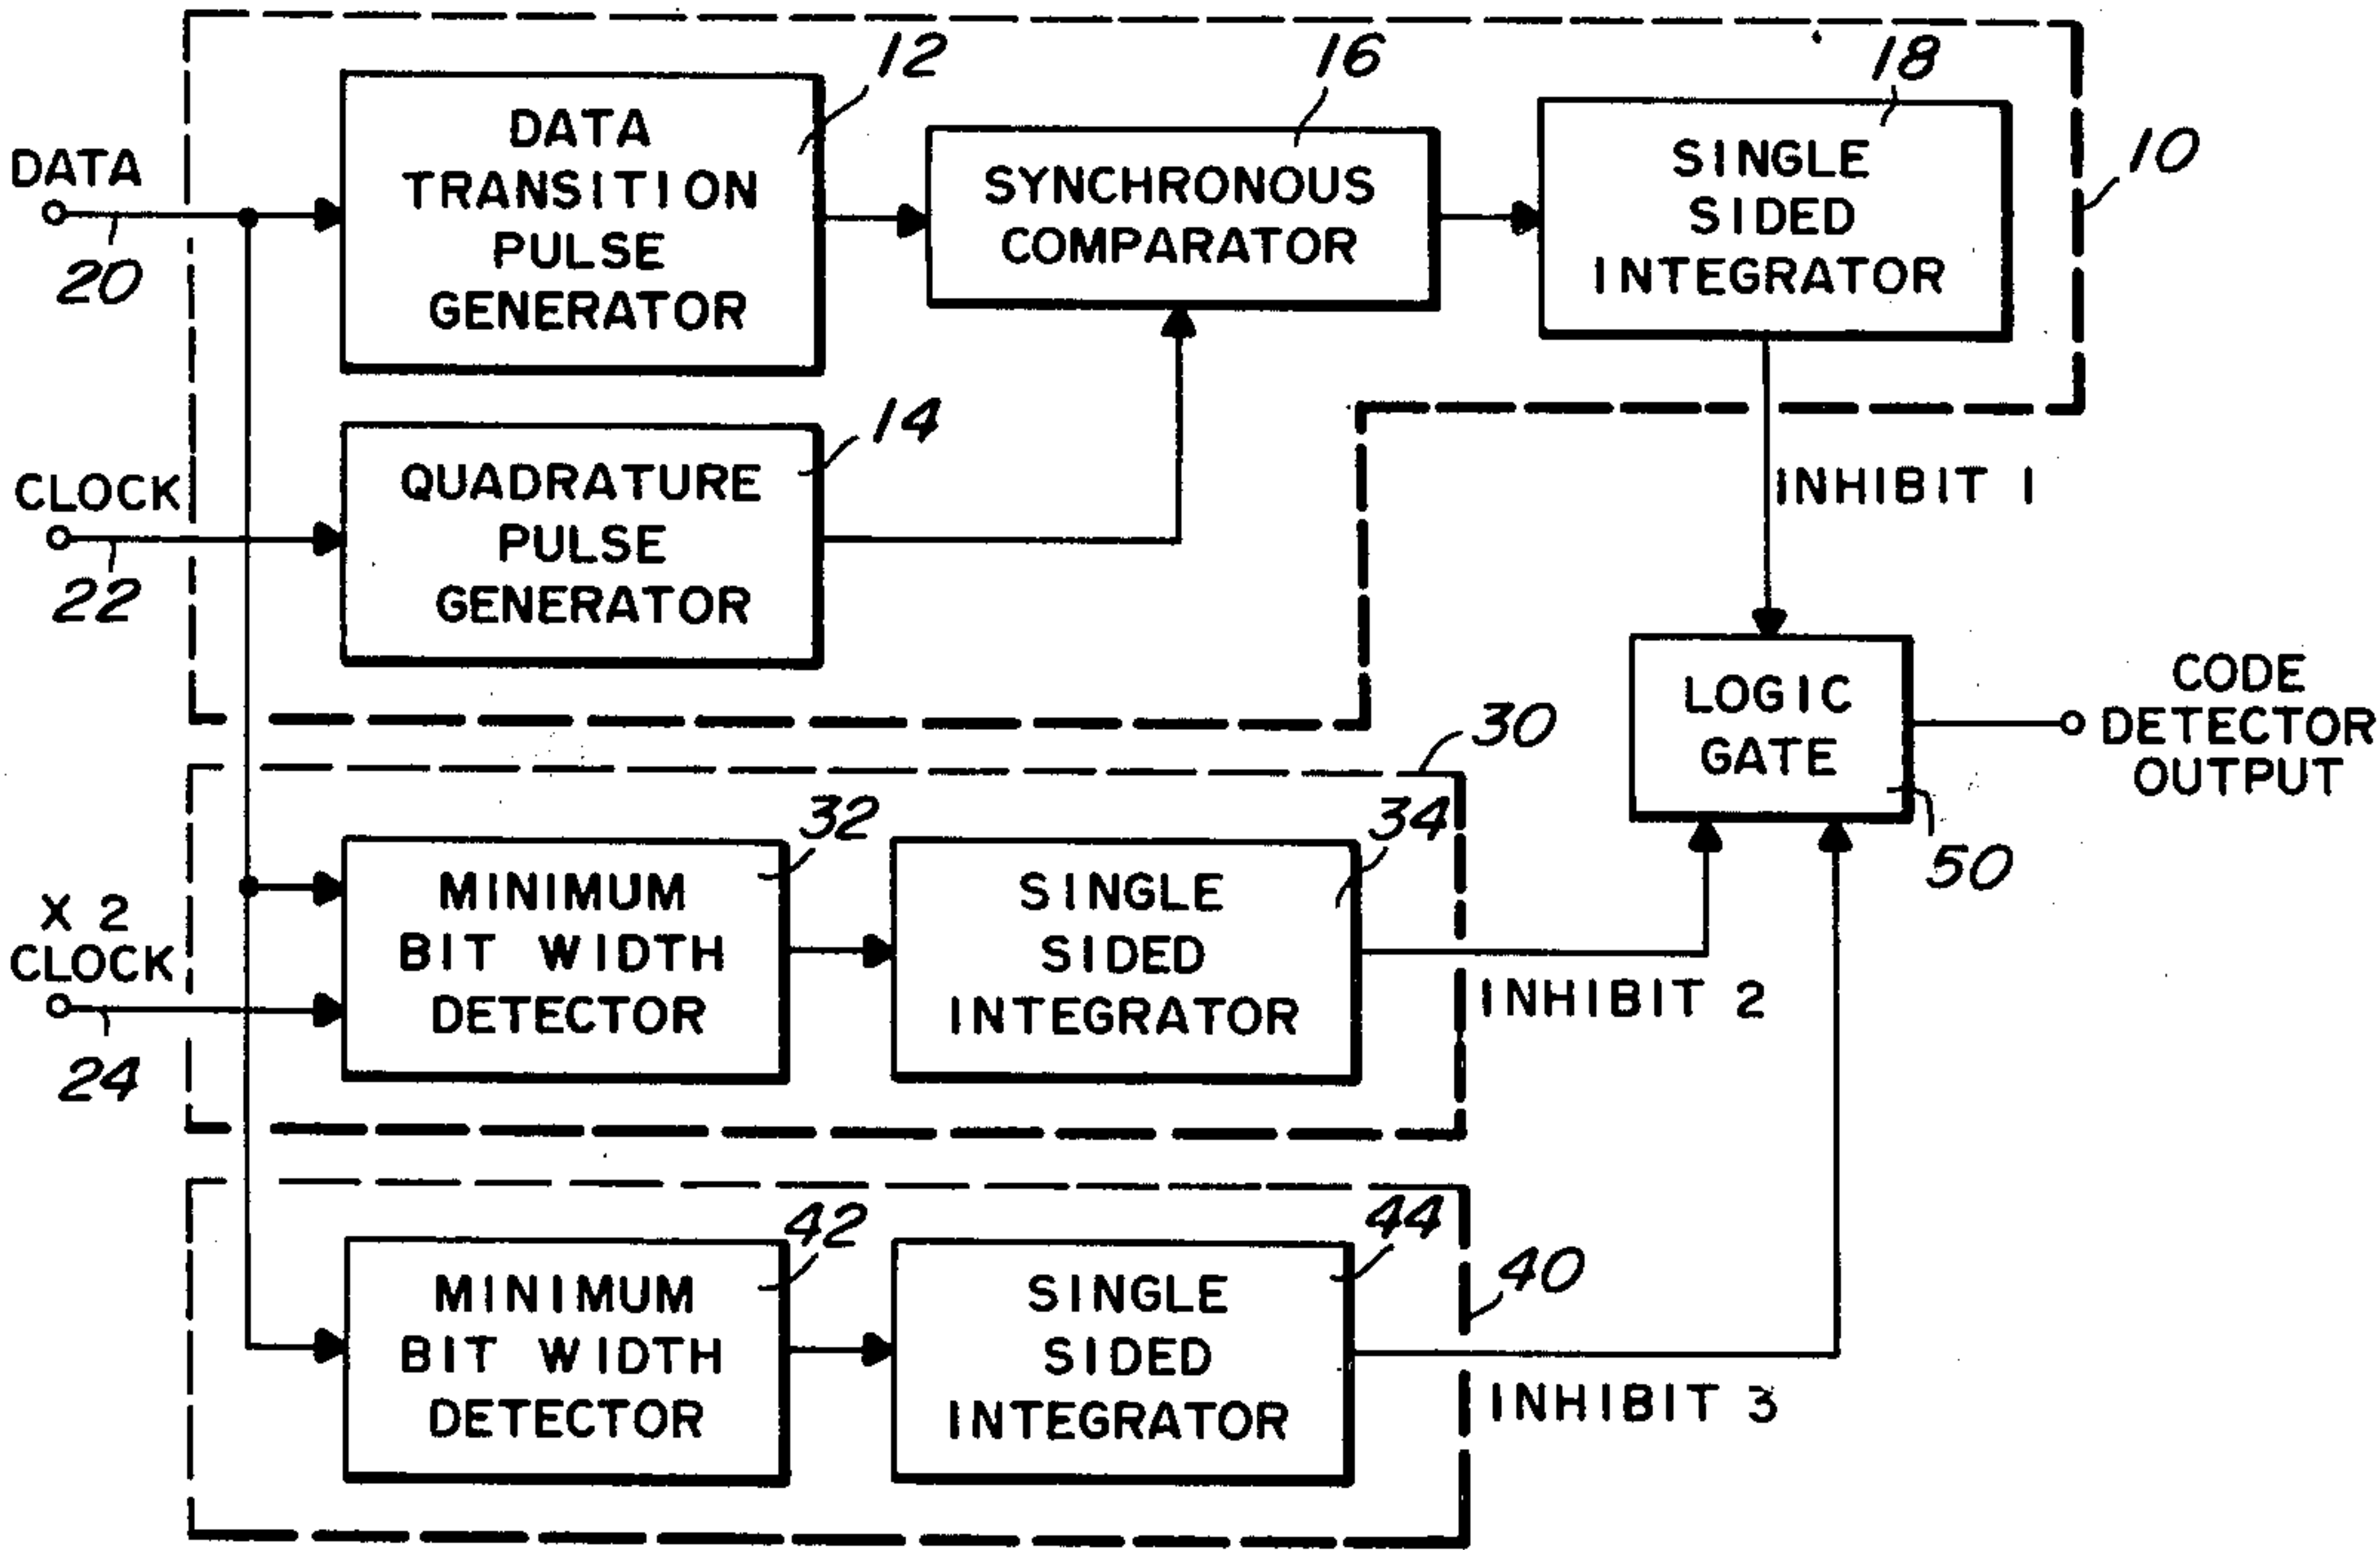 12
16
18
10
DATA
20
DATA
TRANSITION
PULSE
GENERATOR
SYNCHRONOUS
COMPARATOR
SINGLE
SIDED
INTEGRATOR
14
CLOCK
22
QUADRATURE
PULSE
GENERATOR
INHIBIT 1
LOGIC
GATE
50
CODE
DETECTOR
OUTPUT
30
32
34
X 2
CLOCK
24
MINIMUM
BIT WIDTH
DETECTOR
SINGLE
SIDED
INTEGRATOR
INHIBIT 2
42
44
40
MINIMUM
BIT WIDTH
DETECTOR
SINGLE
SIDED
INTEGRATOR
INHIBIT 3